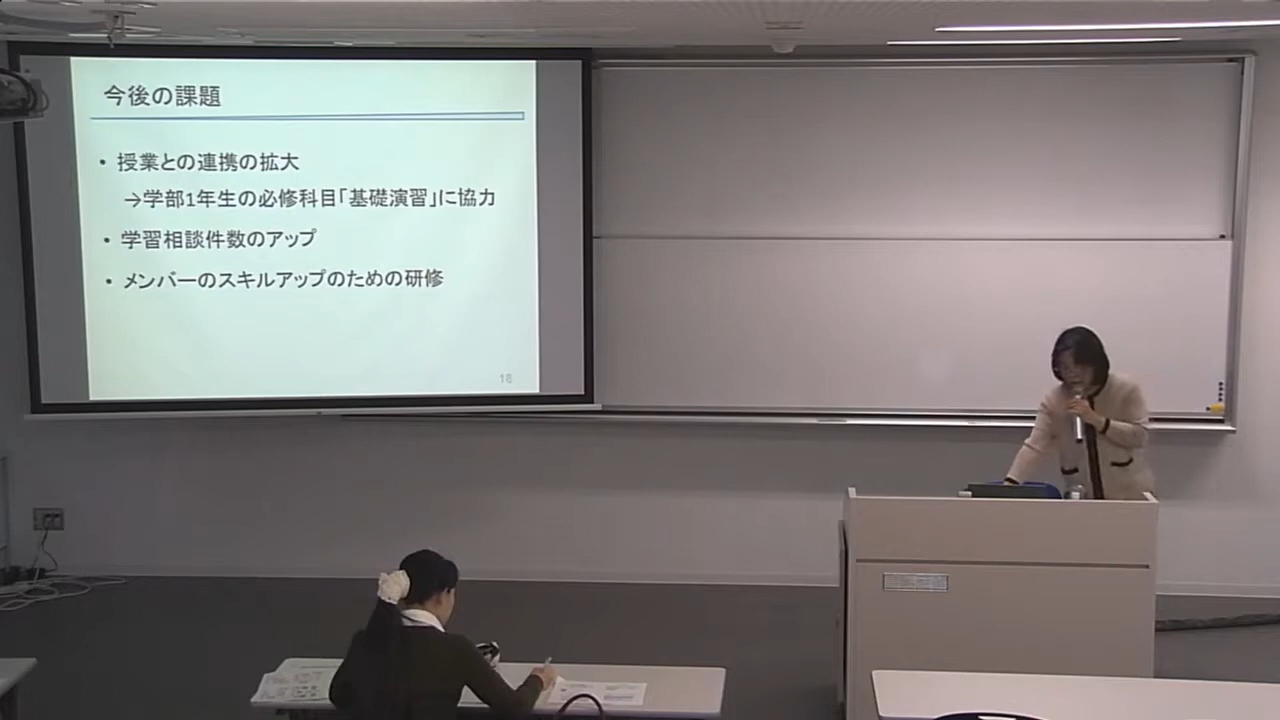 今後の課題
• 授業との連携の拡大
→学部1年生の必修科目「基礎演習」に協力
• 学習相談件数のアップ
• メンバーのスキルアップのための研修
18